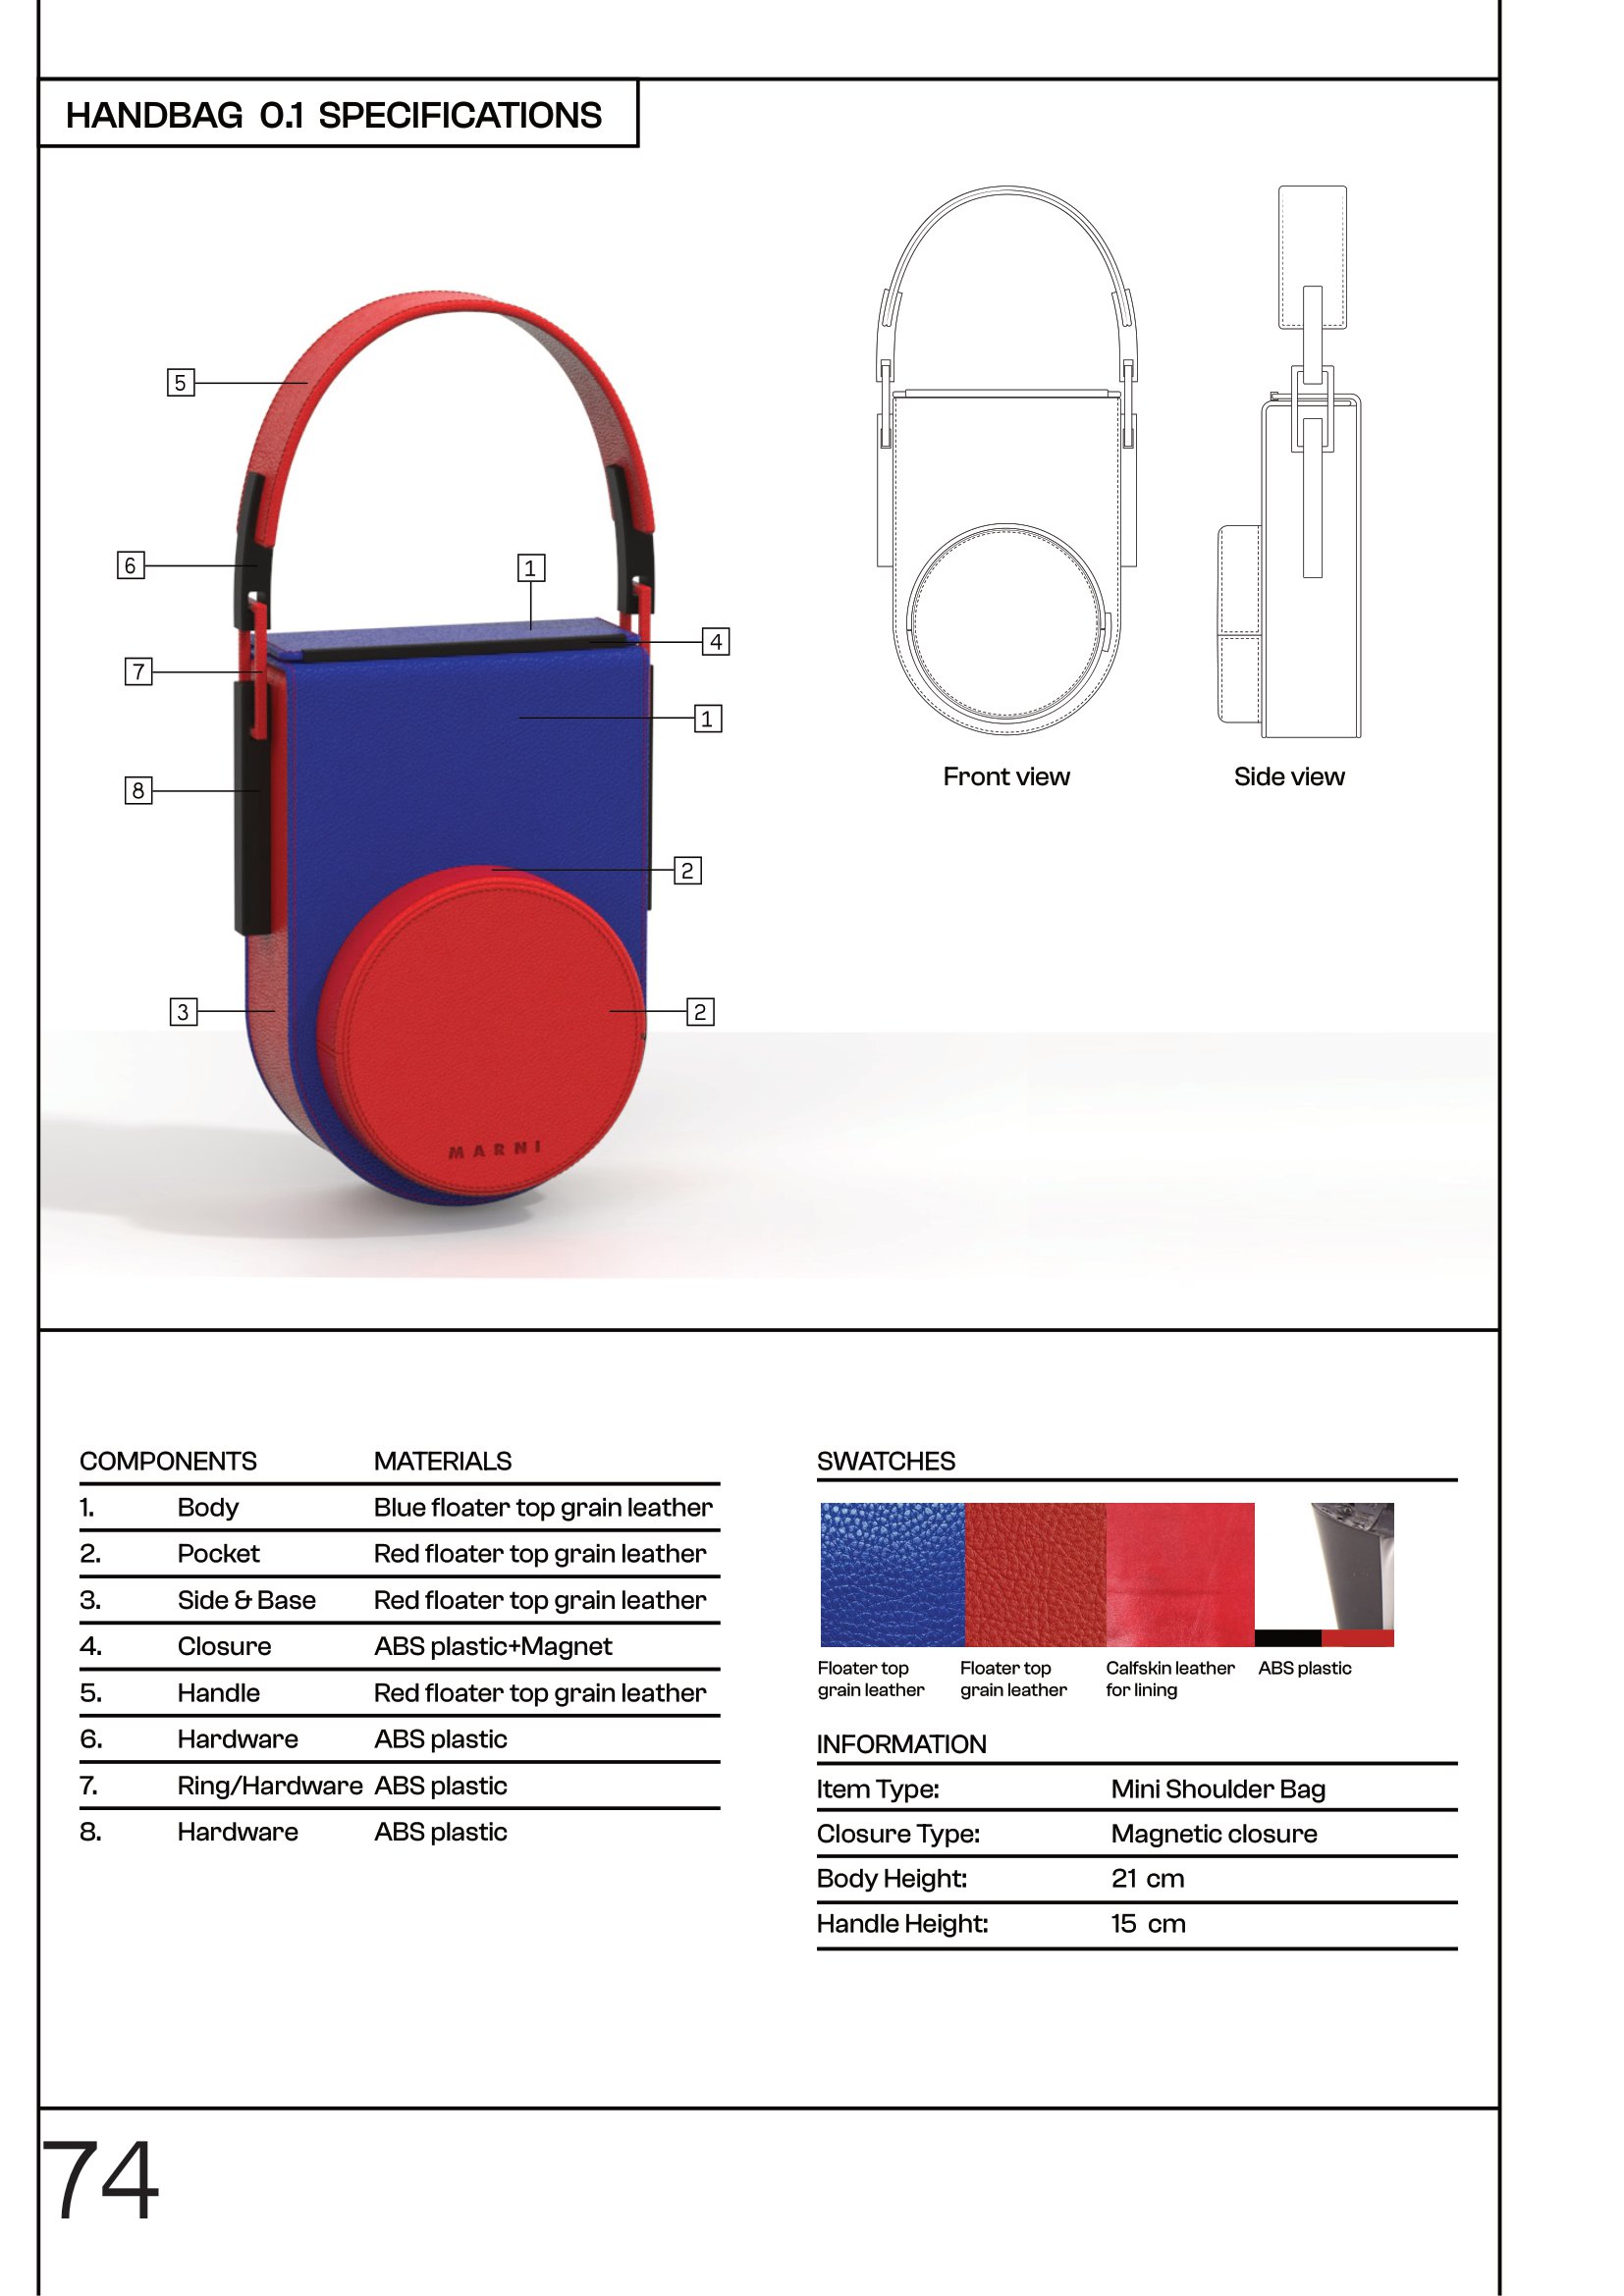 HANDBAG 0.1 SPECIFICATIONS
5
6
1
4
7
1
8
2
3
2
MARNI
Front view
Side view
COMPONENTS MATERIALS
1. Body Blue floater top grain leather
2. Pocket Red floater top grain leather
3. Side & Base Red floater top grain leather
4. Closure ABS plastic+Magnet
5. Handle Red floater top grain leather
6. Hardware ABS plastic
7. Ring/Hardware ABS plastic
8. Hardware ABS plastic
SWATCHES
Floater top
grain leather
Floater top
grain leather
Calfskin leather
for lining
ABS plastic
INFORMATION
Item Type: Mini Shoulder Bag
Closure Type: Magnetic closure
Body Height: 21 cm
Handle Height: 15 cm
74